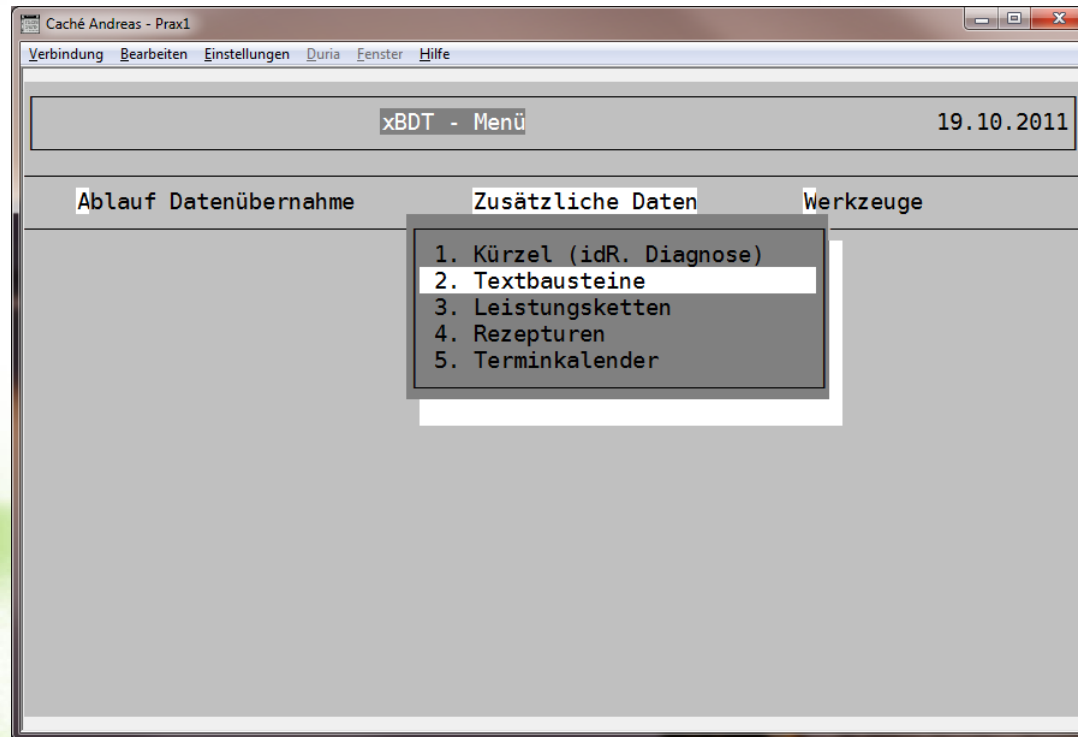 Caché Andreas - Prax1
Verbindung Bearbeiten Einstellungen Duria Fenster Hilfe
xBDT - Menü 19.10.2011
Ablauf Datenübernahme Zusätzliche Daten Werkzeuge
1. Kürzel (idR. Diagnose)
2. Textbausteine
3. Leistungsketten
4. Rezepturen
5. Terminkalender